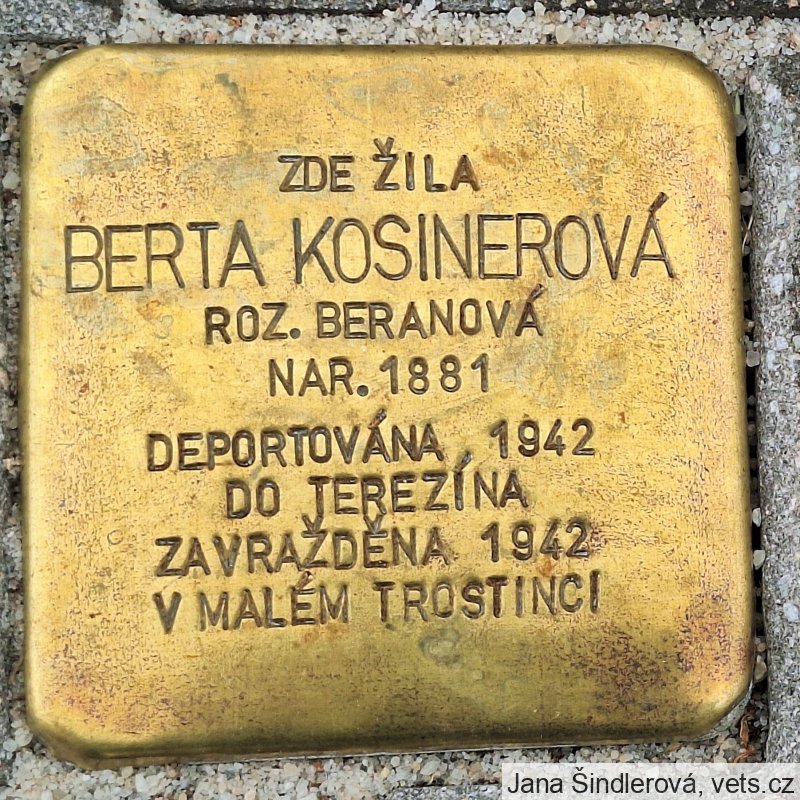 ZDE ŽILA
BERTA KOSINEROVÁ
ROZ. BERANOVÁ
NAR. 1881
DEPORTOVÁNA 1942
DO TEREZÍNA
ZAVRAŽDĚNA 1942
V MALÉM TROSTINCI
Jana Šindlerová, vets.cz